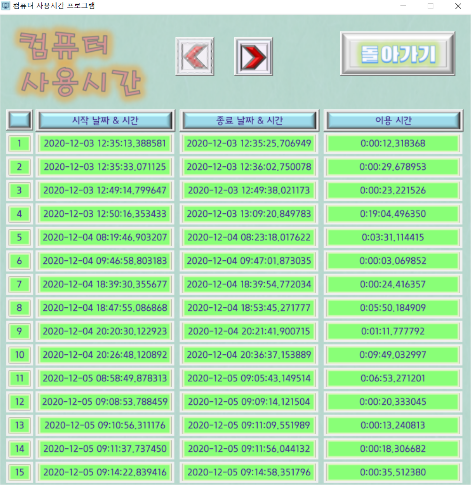 컴퓨터 사용시간 프로그램
컴퓨터
사용시간
돌아가기
시작 날짜 & 시간 종료 날짜 & 시간 이용 시간
1 2020-12-03 12:35:13,388581 2020-12-03 12:35:25,706949 0:00:12,318368
2 2020-12-03 12:35:33,071125 2020-12-03 12:36:02,750078 0:00:29,678953
3 2020-12-03 12:49:14,799647 2020-12-03 12:49:38,021173 0:00:23,221526
4 2020-12-03 12:50:16,353433 2020-12-03 13:09:20,849783 0:19:04,496350
5 2020-12-04 08:19:46,903207 2020-12-04 08:23:18,017622 0:03:31,114415
6 2020-12-04 09:46:58,803183 2020-12-04 09:47:01,873035 0:00:03,069852
7 2020-12-04 18:39:30,355677 2020-12-04 18:39:54,772034 0:00:24,416357
8 2020-12-04 18:47:55,086868 2020-12-04 18:53:45,271777 0:05:50,184909
9 2020-12-04 20:20:30,122923 2020-12-04 20:21:41,900715 0:01:11,777792
10 2020-12-04 20:26:48,120892 2020-12-04 20:36:37,153889 0:09:49,032997
11 2020-12-05 08:58:49,878313 2020-12-05 09:05:43,149514 0:06:53,271201
12 2020-12-05 09:08:53,788459 2020-12-05 09:09:14,121504 0:00:20,333045
13 2020-12-05 09:10:56,311176 2020-12-05 09:11:09,551989 0:00:13,240813
14 2020-12-05 09:11:37,737450 2020-12-05 09:11:56,044132 0:00:18,306682
15 2020-12-05 09:14:22,839416 2020-12-05 09:14:58,351796 0:00:35,512380